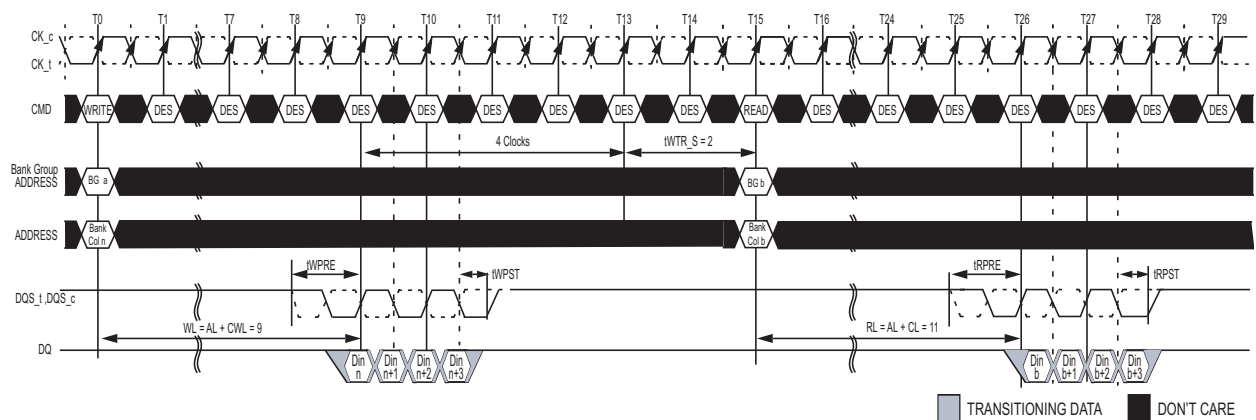 T0 T1 T7 T8 T9 T10 T11 T12 T13 T14 T15 T16 T24 T25 T26 T27 T28 T29
CK_c
CK_t
CMD WRITE DES DES DES DES DES DES DES DES DES READ DES DES DES DES DES DES DES
4 Clocks tWTR_S = 2
Bank Group
ADDRESS BG a BG b
ADDRESS Bank
Col n Bank
Col b
tWPRE tWPST tRPRE tRPST
DQS_t ,DQS_c
WL = AL + CWL = 9 RL = AL + CL = 11
DQ Din
n Din
n+1 Din
n+2 Din
n+3 Din
b Din
b+1 Din
b+2 Din
b+3
TRANSITIONING DATA DON'T CARE